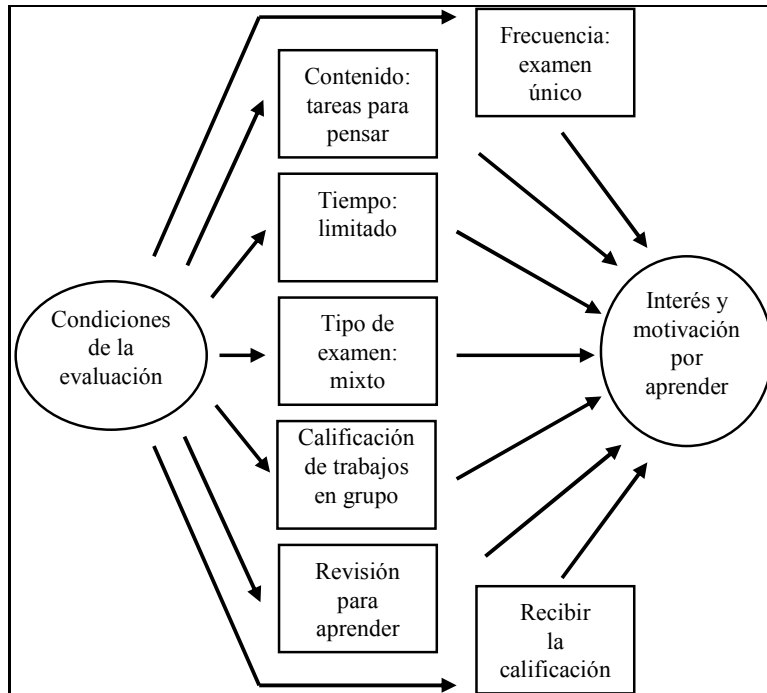 Frecuencia:
examen
único
Contenido:
tareas para
pensar
Tiempo:
limitado
Condiciones
de la
evaluación
Tipo de
examen:
mixto
Interés y
motivación
por
aprender
Calificación
de trabajos
en grupo
Revisión
para
aprender
Recibir
la
calificación